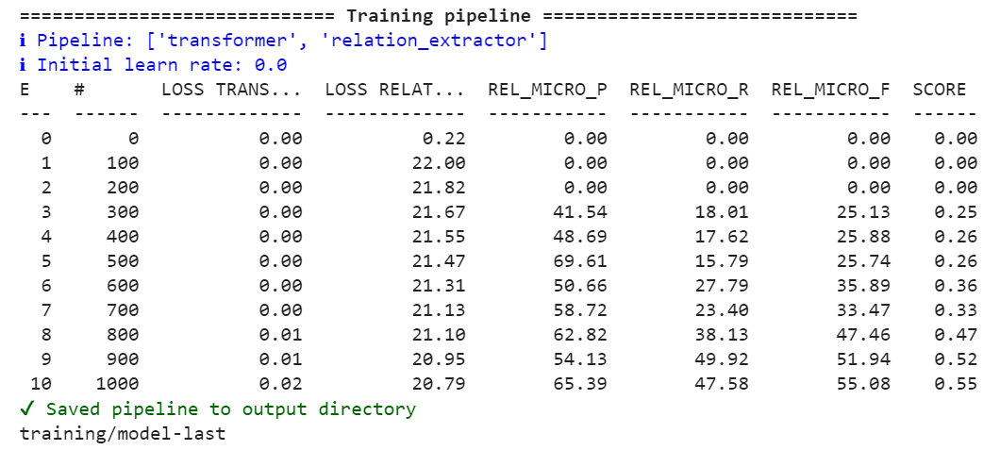 ============================= Training pipeline =============================
ℹ Pipeline: ['transformer', 'relation_extractor']
ℹ Initial learn rate: 0.0
E    #       LOSS TRANS...  LOSS RELAT...  REL_MICRO_P  REL_MICRO_R  REL_MICRO_F  SCORE
---  ------  -------------  -------------  -----------  -----------  -----------  ------
  0       0           0.00           0.22         0.00         0.00         0.00    0.00
  1     100           0.00          22.00         0.00         0.00         0.00    0.00
  2     200           0.00          21.82         0.00         0.00         0.00    0.00
  3     300           0.00          21.67        41.54        18.01        25.13    0.25
  4     400           0.00          21.55        48.69        17.62        25.88    0.26
  5     500           0.00          21.47        69.61        15.79        25.74    0.26
  6     600           0.00          21.31        50.66        27.79        35.89    0.36
  7     700           0.00          21.13        58.72        23.40        33.47    0.33
  8     800           0.01          21.10        62.82        38.13        47.46    0.47
  9     900           0.01          20.95        54.13        49.92        51.94    0.52
 10    1000           0.02          20.79        65.39        47.58        55.08    0.55
✓ Saved pipeline to output directory
training/model-last